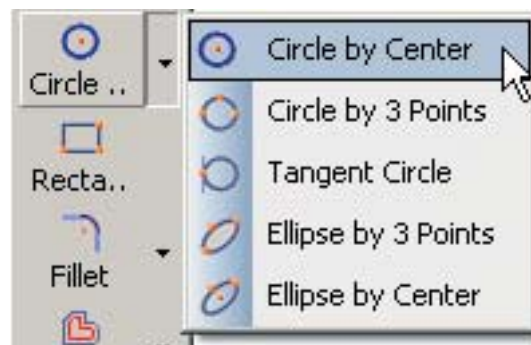 Circle ..
Recta..
Fillet
Circle by Center
Circle by 3 Points
Tangent Circle
Ellipse by 3 Points
Ellipse by Center